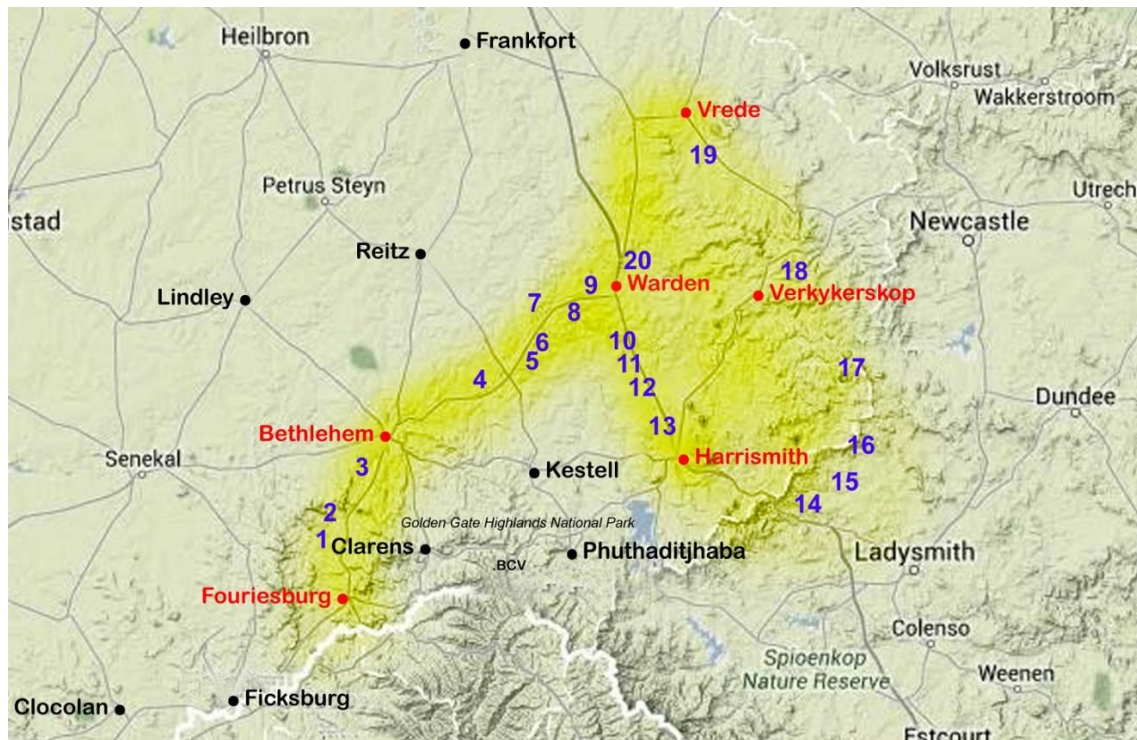 Heilbron
Frankfort
Volksrust
Wakkerstroom
Vrede
19
Petrus Steyn
Utrech
stad
Newcastle
Reitz
20
18
9
Warden
Lindley
7
Verkykerskop
8
10
6
5
11
17
4
12
Dundee
13
Bethlehem
16
Senekal
3
Kestell
Harrismith
15
14
2
Golden Gate Highlands National Park
1
Clarens
Phuthaditjhaba
Ladysmith
.BCV
Fouriesburg
Colenso
Spioenkop
Nature Reserve
Weenen
Ficksburg
Clocolan
Estcourt